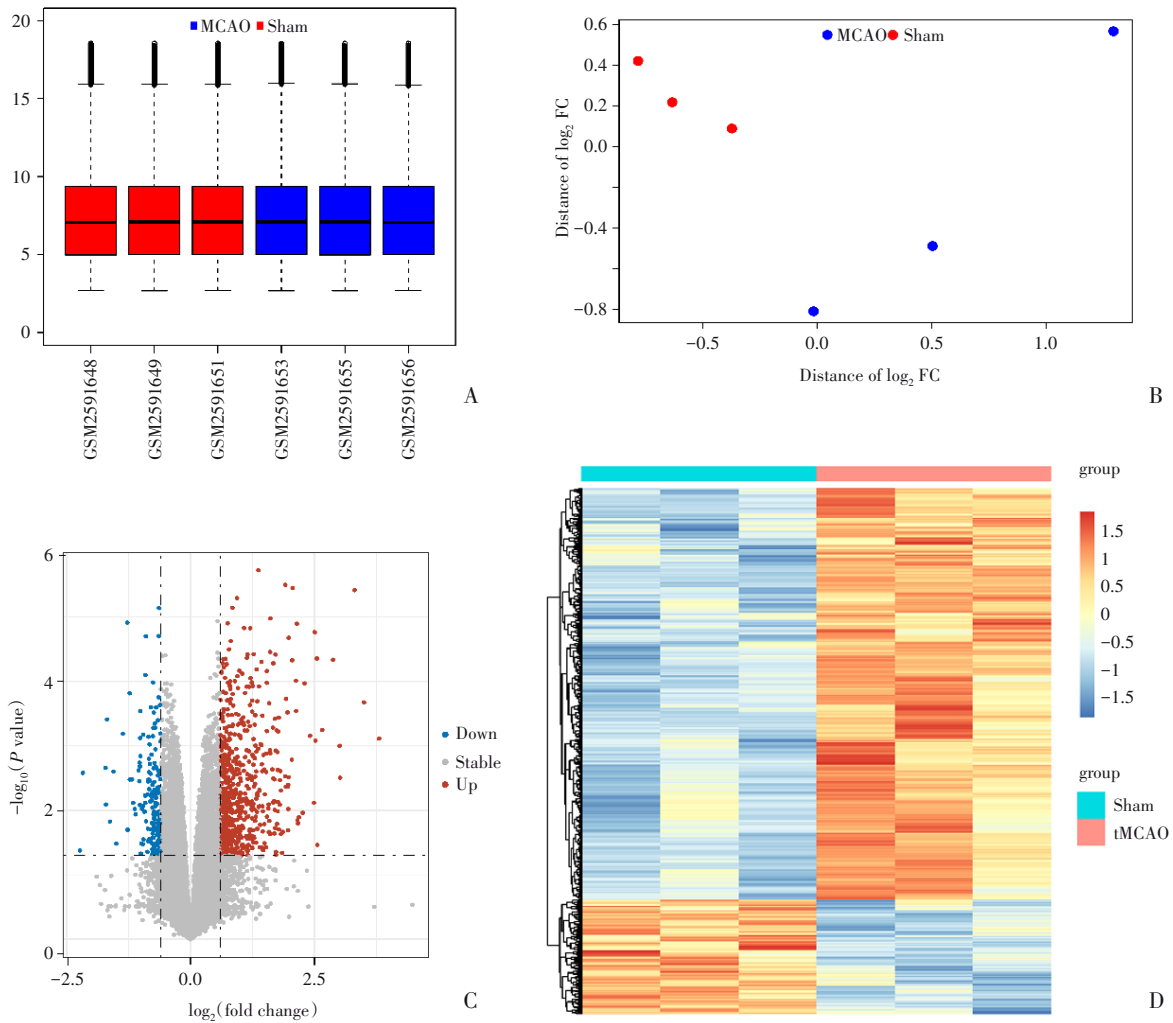 MCAO Sham
20
15
10
5
0
GSM2591648
GSM2591649
GSM2591651
GSM2591653
GSM2591655
GSM2591656
A
MCAO Sham
Distance of log2 FC
0.6
0.4
0.2
0.0
−0.4
−0.8
−0.5
0.0
0.5
1.0
Distance of log2 FC
B
−log10(P value)
6
4
2
0
−2.5
0.0
2.5
log2(fold change)
Down
Stable
Up
C
group
1.5
1
0.5
0
−0.5
−1
−1.5
group
Sham
tMCAO
D